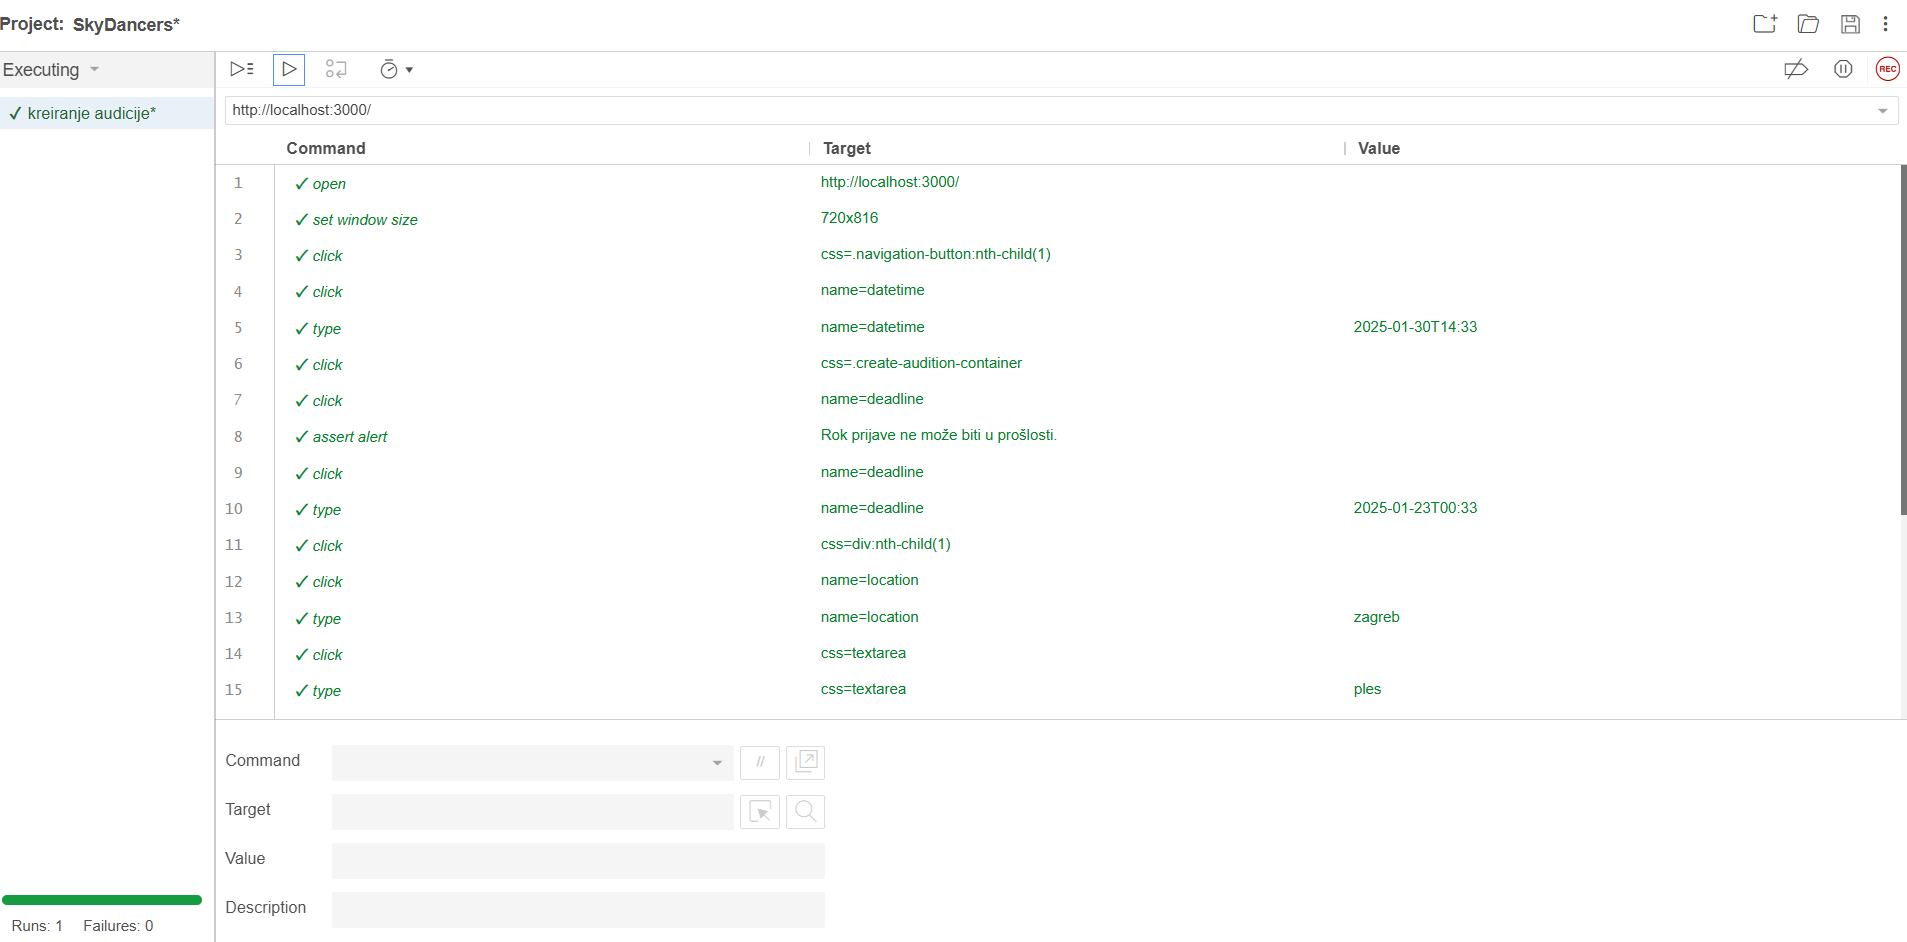 Project: SkyDancers*
Executing
✓ kreiranje audicije*
REC
http://localhost:3000/
Command Target Value
1 ✓ open http://localhost:3000/
2 ✓ set window size 720x816
3 ✓ click css=.navigation-button:nth-child(1)
4 ✓ click name=datetime
5 ✓ type name=datetime 2025-01-30T14:33
6 ✓ click css=.create-audition-container
7 ✓ click name=deadline
8 ✓ assert alert Rok prijave ne može biti u prošlosti.
9 ✓ click name=deadline
10 ✓ type name=deadline 2025-01-23T00:33
11 ✓ click css=div:nth-child(1)
12 ✓ click name=location
13 ✓ type name=location zagreb
14 ✓ click css=textarea
15 ✓ type css=textarea ples
Command //
Target
Value
Description
Runs: 1 Failures: 0